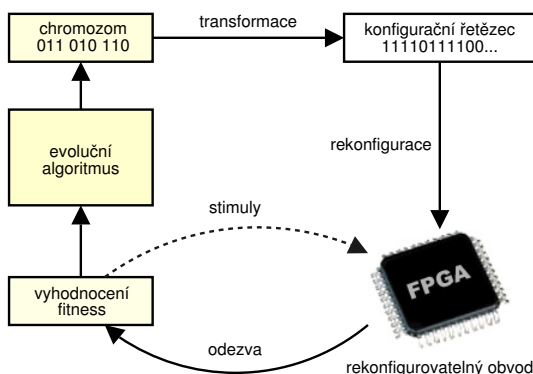 chromozom
011 010 110
transformace
konfigurační řetězec
11110111100...
evoluční
algoritmus
rekonfigurace
stimuly
vyhodnocení
fitness
FPGA
odezva
rekonfigurovatelný obvod